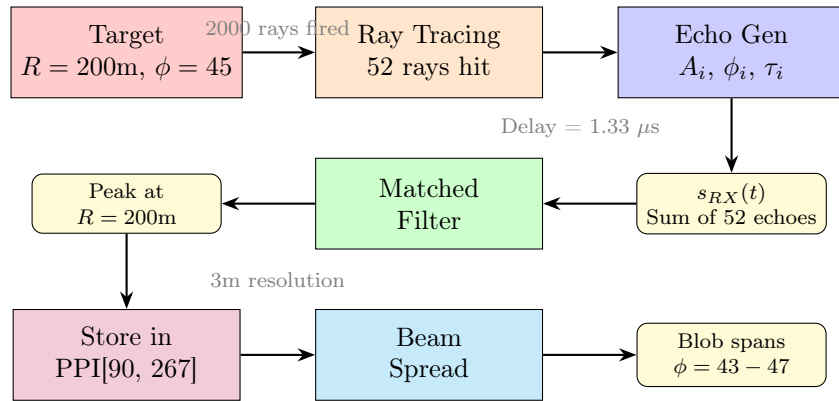 Target
R = 200m, ϕ = 45
2000 rays fired
Ray Tracing
52 rays hit
Echo Gen
A_i, ϕ_i, τ_i
Delay = 1.33 μs
Peak at
R = 200m
Matched
Filter
s_{RX}(t)
Sum of 52 echoes
3m resolution
Store in
PPI[90, 267]
Beam
Spread
Blob spans
ϕ = 43 − 47